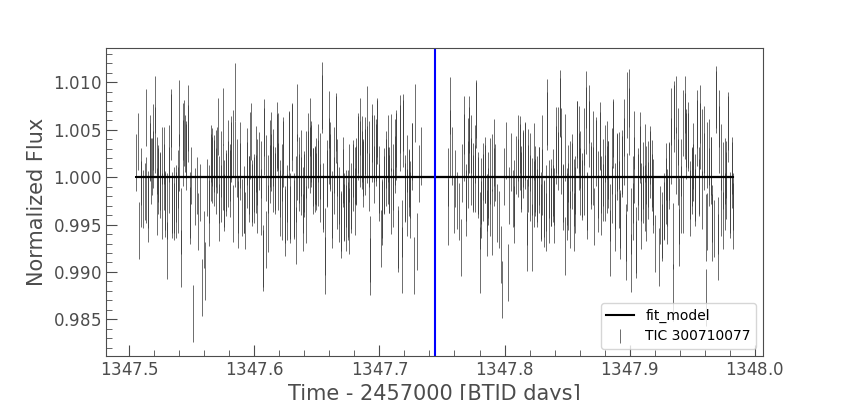 1.010
1.005
1.000
0.995
0.990
0.985
Normalized Flux
fit_model
TIC 300710077
1347.5 1347.6 1347.7 1347.8 1347.9 1348.0
Time - 2457000 [BTJD days]